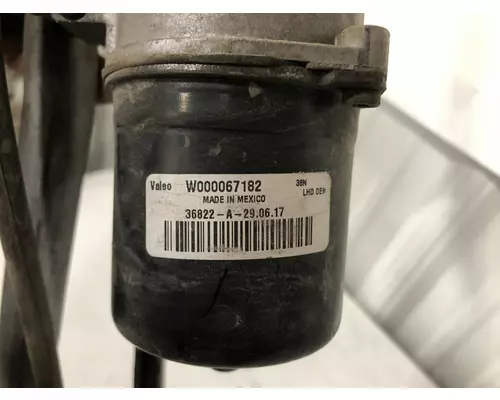 Valeo W000067182 38N
MADE IN MEXICO LHD OEM
36822-A-29.06.17